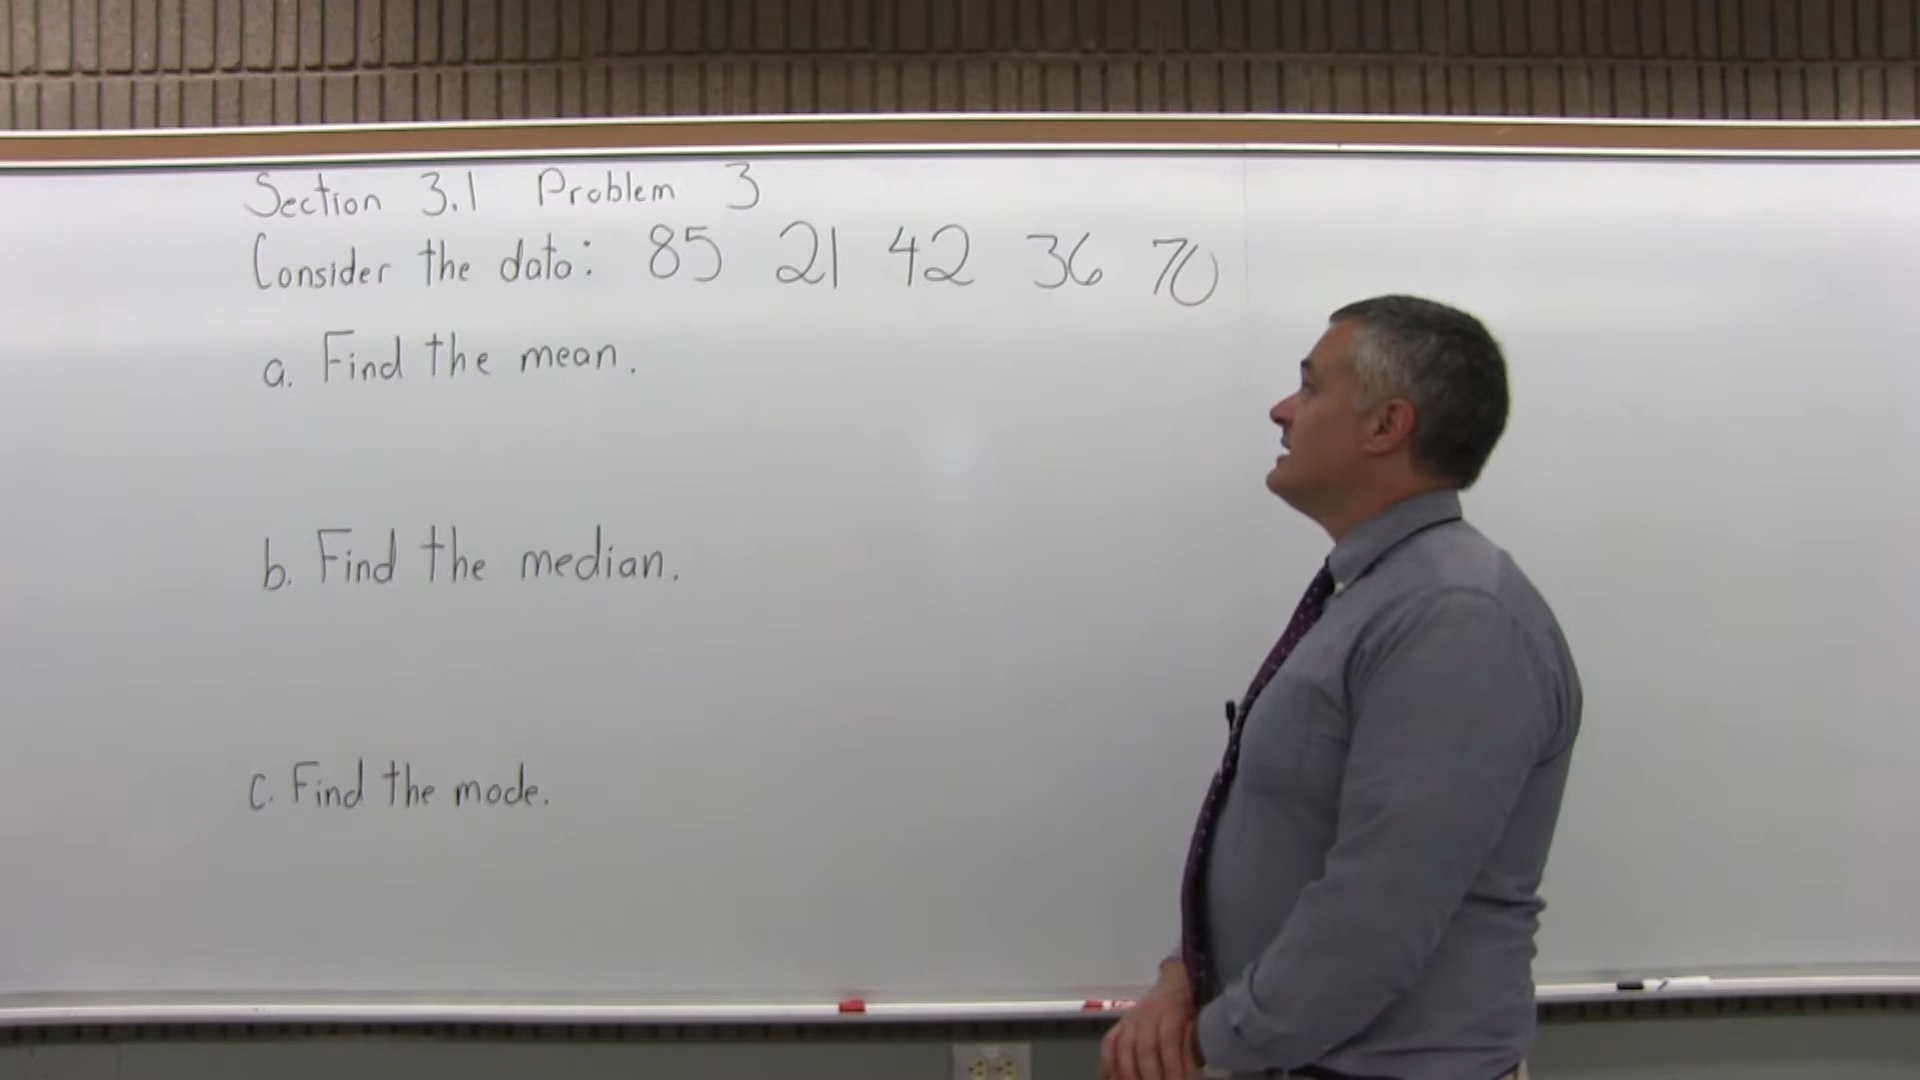 Section 3.1 Problem 3
Consider the data: 85 21 42 36 70
a. Find the mean.
b. Find the median.
c. Find the mode.